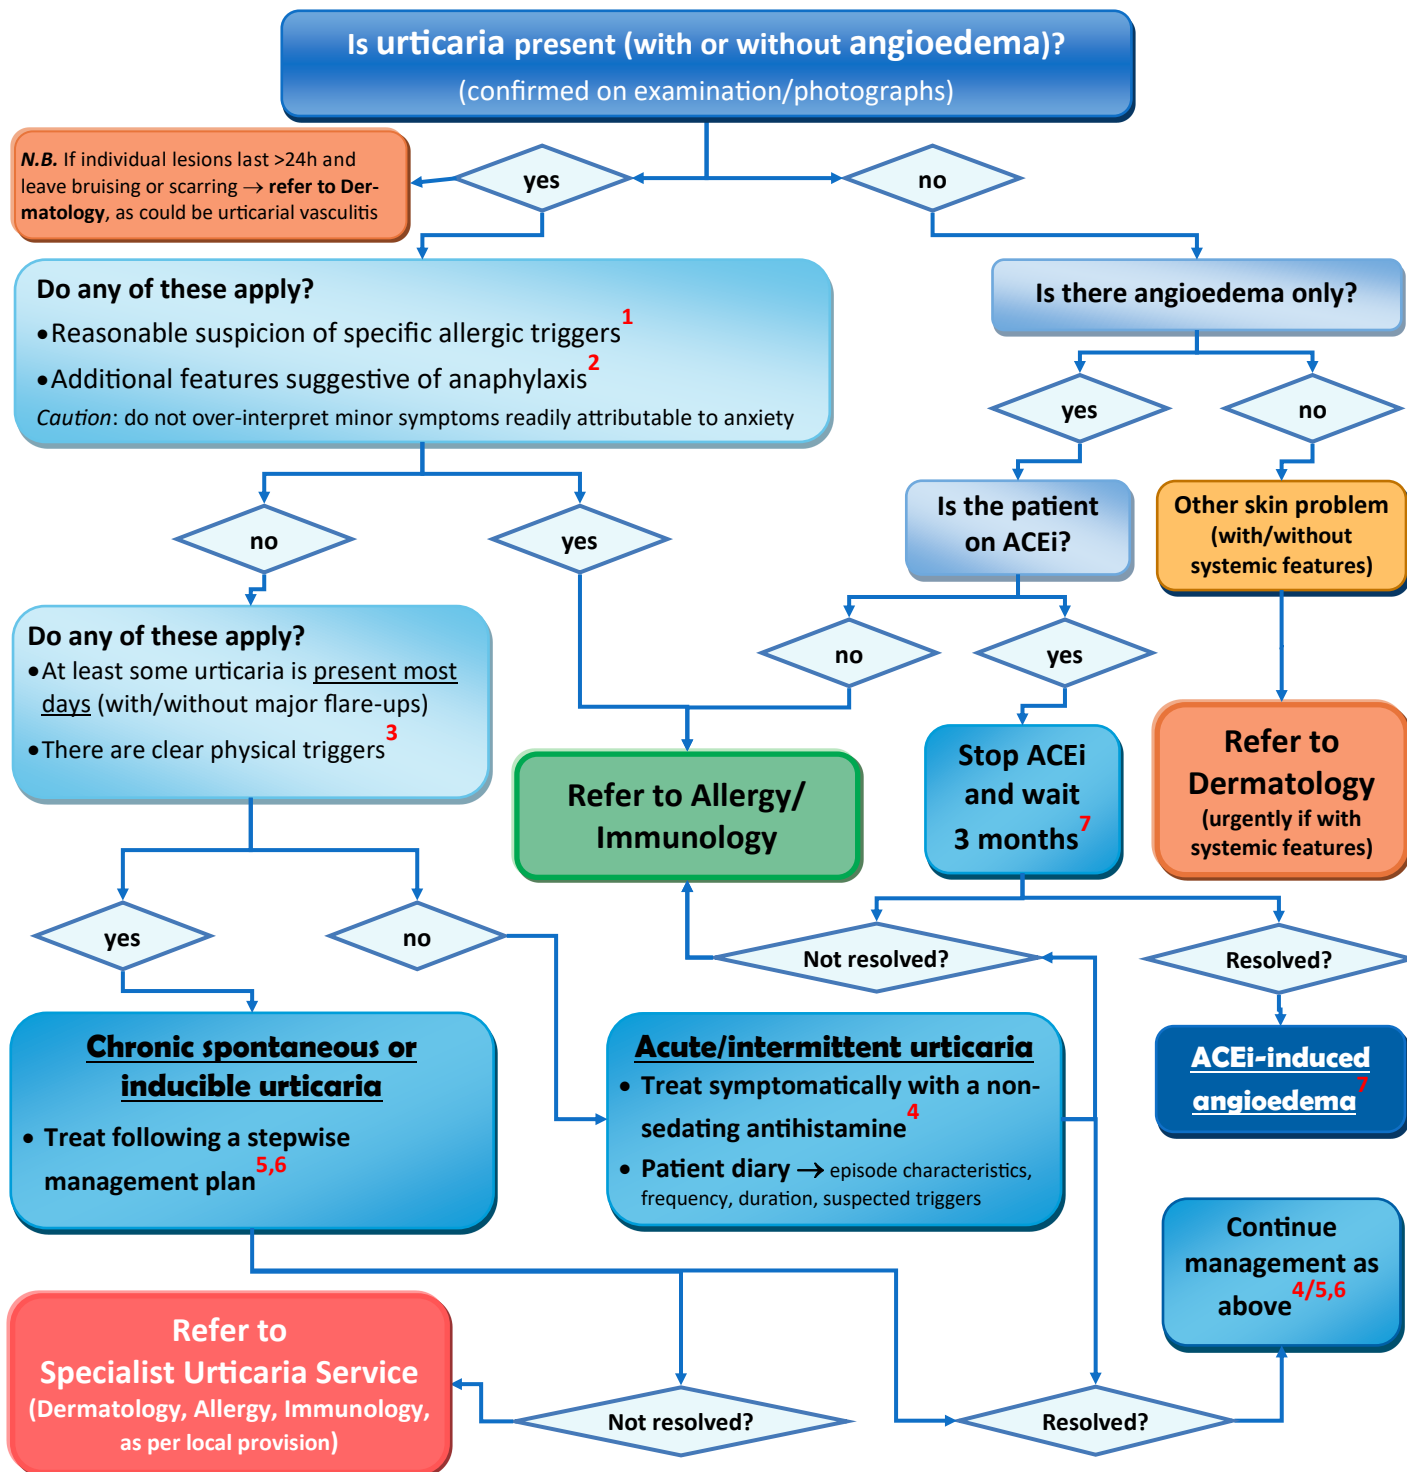 Is urticaria present (with or without angioedema)?
(confirmed on examination/photographs)
N.B. If individual lesions last >24h and
leave bruising or scarring → refer to Der-
matology, as could be urticarial vasculitis
yes
no
Do any of these apply?
•Reasonable suspicion of specific allergic triggers1
•Additional features suggestive of anaphylaxis2
Caution: do not over-interpret minor symptoms readily attributable to anxiety
Is there angioedema only?
yes
no
no
yes
Is the patient
on ACEi?
Other skin problem
(with/without
systemic features)
Do any of these apply?
•At least some urticaria is present most
days (with/without major flare-ups)
•There are clear physical triggers3
no
yes
Refer to Allergy/
Immunology
Stop ACEi
and wait
3 months7
Refer to
Dermatology
(urgently if with
systemic features)
yes
no
Not resolved?
Resolved?
Chronic spontaneous or
inducible urticaria
• Treat following a stepwise
management plan5,6
Acute/intermittent urticaria
• Treat symptomatically with a non-
sedating antihistamine4
• Patient diary → episode characteristics,
frequency, duration, suspected triggers
ACEi-induced
angioedema7
Continue
management as
above4/5,6
Refer to
Specialist Urticaria Service
(Dermatology, Allergy, Immunology,
as per local provision)
Not resolved?
Resolved?